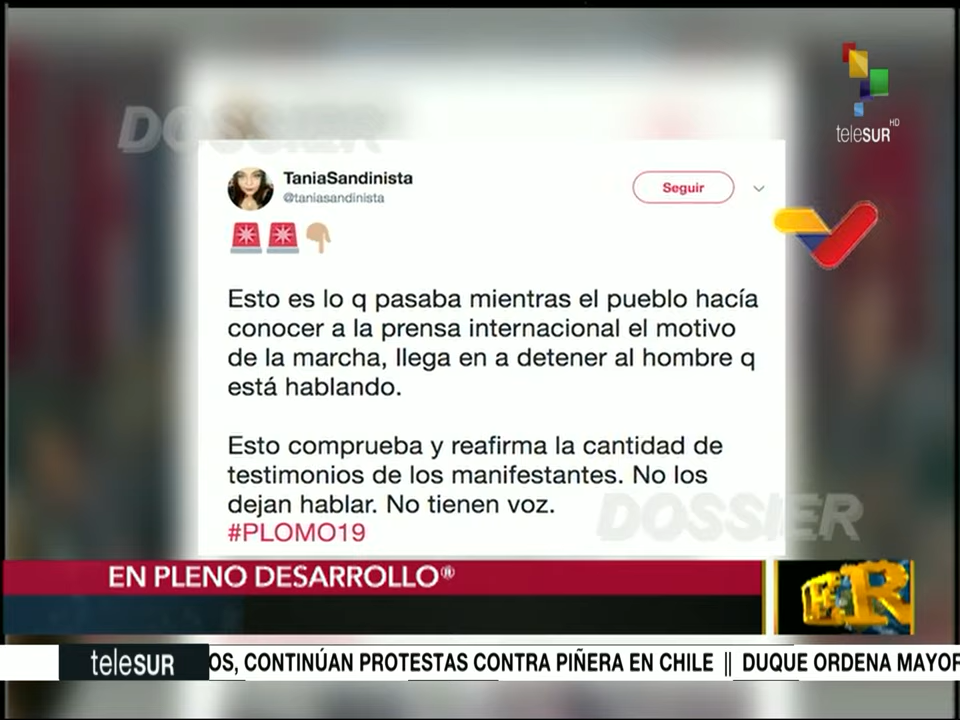 DOSSIER
teleSUR HD
TaniaSandinista
@taniasandinista
Seguir
Esto es lo q pasaba mientras el pueblo hacía
conocer a la prensa internacional el motivo
de la marcha, llega en a detener al hombre q
está hablando.
Esto comprueba y reafirma la cantidad de
testimonios de los manifestantes. No los
dejan hablar. No tienen voz.
#PLOMO19
DOSSIER
EN PLENO DESARROLLO®
ER
teleSUR
OS, CONTINÚAN PROTESTAS CONTRA PIÑERA EN CHILE || DUQUE ORDENA MAYOR